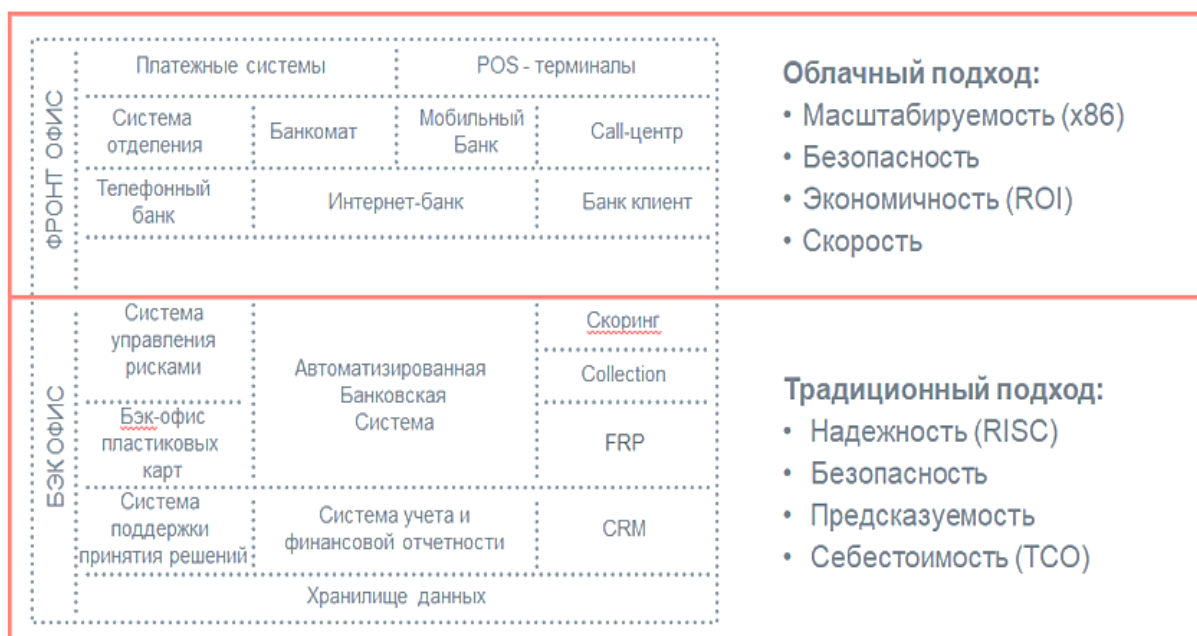 ФРОНТ ОФИС
Платежные системы
POS - терминалы
Система
отделения
Банкомат
Мобильный
Банк
Call-центр
Телефонный
банк
Интернет-банк
Банк клиент
Облачный подход:
• Масштабируемость (x86)
• Безопасность
• Экономичность (ROI)
• Скорость
БЭК ОФИС
Система
управления
рисками
Автоматизированная
Банковская
Система
Скоринг
Collection
Бэк-офис
пластиковых
карт
FRP
Система
поддержки
принятия решений
Система учета и
финансовой отчетности
CRM
Хранилище данных
Традиционный подход:
• Надежность (RISC)
• Безопасность
• Предсказуемость
• Себестоимость (TCO)